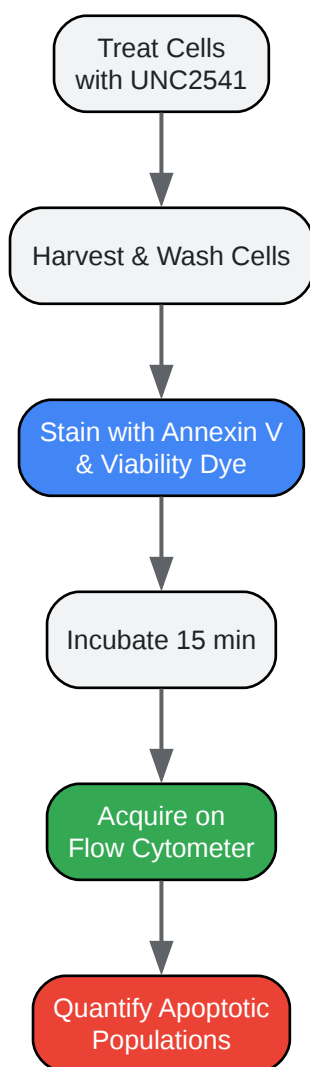 Treat Cells
with UNC2541
Harvest & Wash Cells
Stain with Annexin V
& Viability Dye
Incubate 15 min
Acquire on
Flow Cytometer
Quantify Apoptotic
Populations